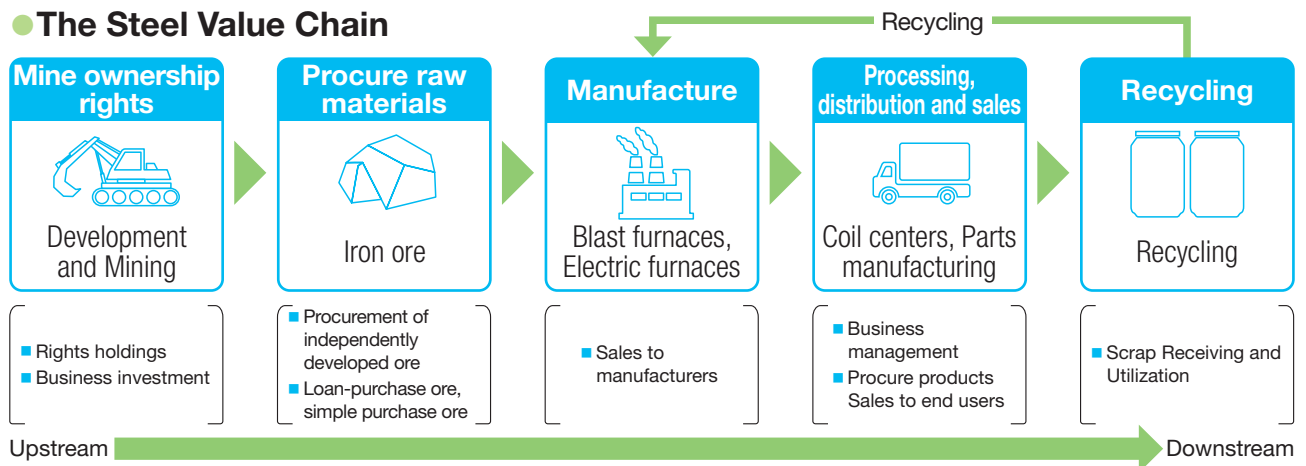 The Steel Value Chain
Recycling
Mine ownership
rights
Development
and Mining
Rights holdings
Business investment
Procure raw
materials
Iron ore
Procurement of
independently
developed ore
Loan-purchase ore,
simple purchase ore
Manufacture
Blast furnaces,
Electric furnaces
Sales to
manufacturers
Processing,
distribution and sales
Coil centers, Parts
manufacturing
Business
management
Procure products
Sales to end users
Recycling
Recycling
Scrap Receiving and
Utilization
Upstream
Downstream